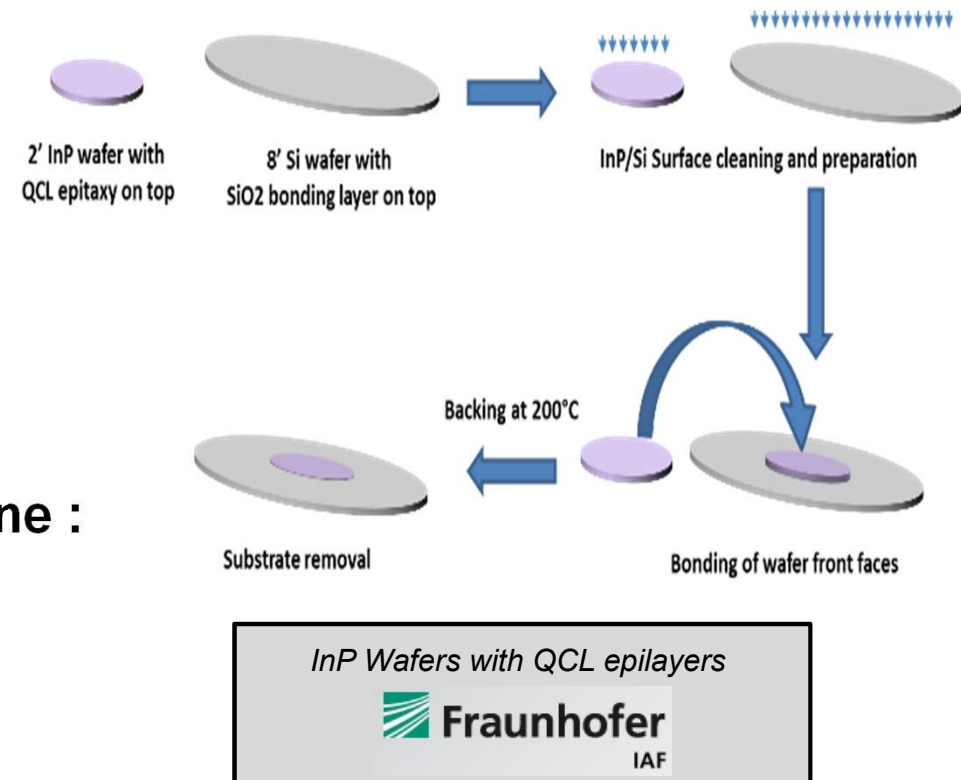 2' InP wafer with
QCL epitaxy on top
8' Si wafer with
SiO2 bonding layer on top
InP/Si Surface cleaning and preparation
Backing at 200°C
Substrate removal
Bonding of wafer front faces
ne :
InP Wafers with QCL epilayers
Fraunhofer
IAF